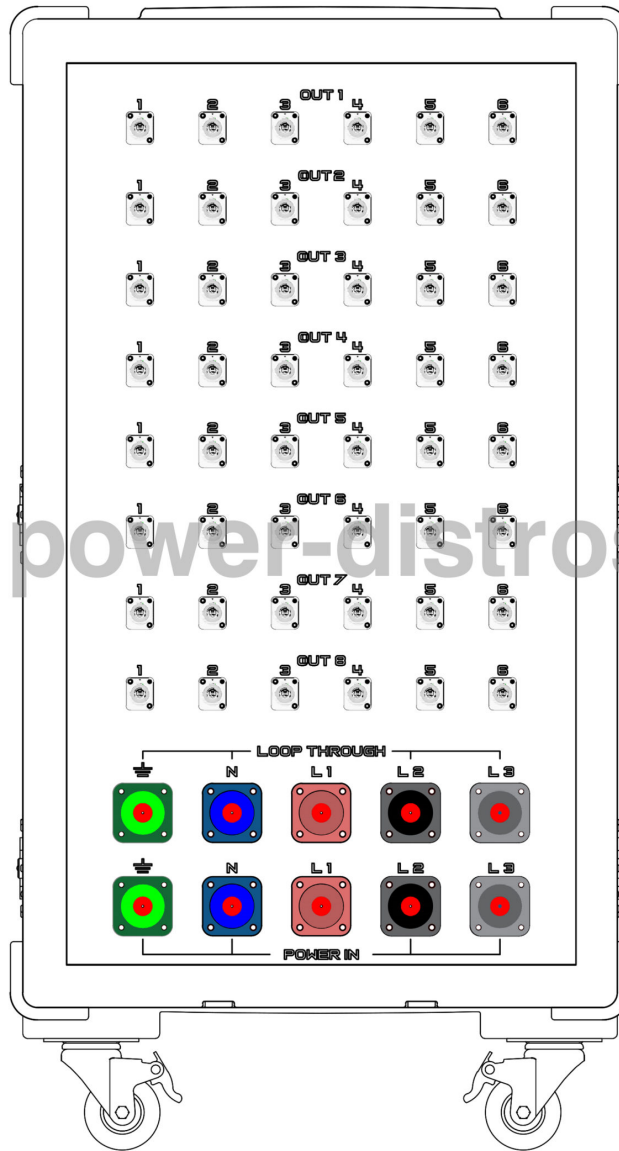 OUT 1
1 2 3 4 5 6
OUT 2
1 2 3 4 5 6
OUT 3
1 2 3 4 5 6
OUT 4
1 2 3 4 5 6
OUT 5
1 2 3 4 5 6
OUT 6
1 2 3 4 5 6
power-distros
OUT 7
1 2 3 4 5 6
OUT 8
1 2 3 4 5 6
LOOP THROUGH
N L1 L2 L3
N L1 L2 L3
POWER IN